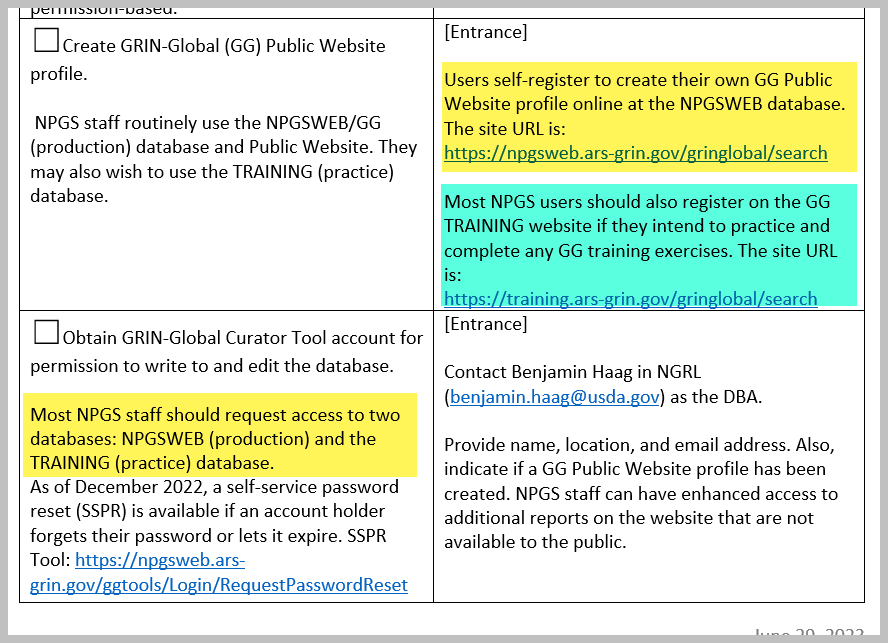 permission-based.
Create GRIN-Global (GG) Public Website
profile.
NPGS staff routinely use the NPGSWEB/GG
(production) database and Public Website. They
may also wish to use the TRAINING (practice)
database.
[Entrance]
Users self-register to create their own GG Public
Website profile online at the NPGSWEB database.
The site URL is:
https://npgsweb.ars-grin.gov/gringlobal/search
Most NPGS users should also register on the GG
TRAINING website if they intend to practice and
complete any GG training exercises. The site URL
is:
https://training.ars-grin.gov/gringlobal/search
Obtain GRIN-Global Curator Tool account for
permission to write to and edit the database.
Most NPGS staff should request access to two
databases: NPGSWEB (production) and the
TRAINING (practice) database.
As of December 2022, a self-service password
reset (SSPR) is available if an account holder
forgets their password or lets it expire. SSPR
Tool: https://npgsweb.ars-
grin.gov/ggtools/Login/RequestPasswordReset
[Entrance]
Contact Benjamin Haag in NGRL
(benjamin.haag@usda.gov) as the DBA.
Provide name, location, and email address. Also,
indicate if a GG Public Website profile has been
created. NPGS staff can have enhanced access to
additional reports on the website that are not
available to the public.
June